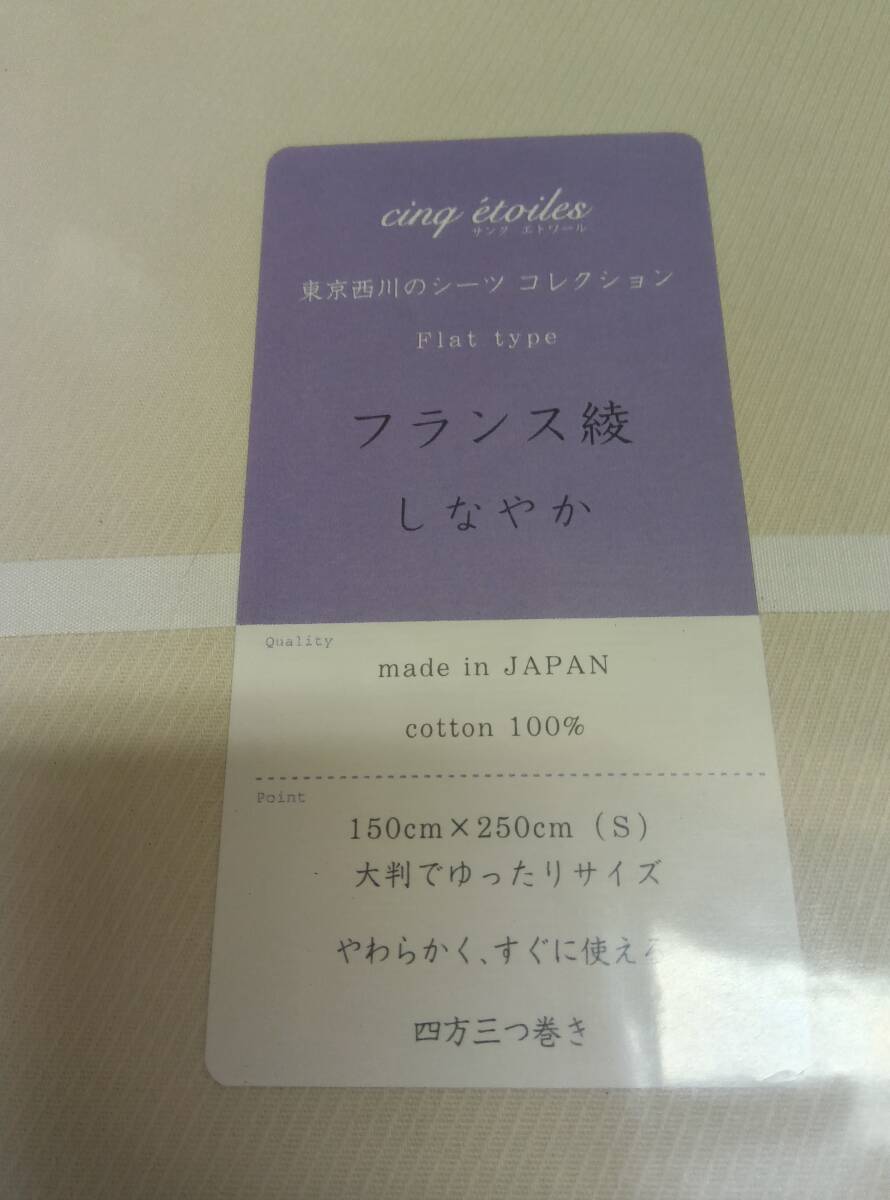 cinq étoiles
サンク エトワール
東京西川のシーツ コレクション
Flat type
フランス綾
しなやか
Quality
made in JAPAN
cotton 100%
Point
150cm×250cm (S)
大判でゆったりサイズ
やわらかく、すぐに使える
四方三つ巻き